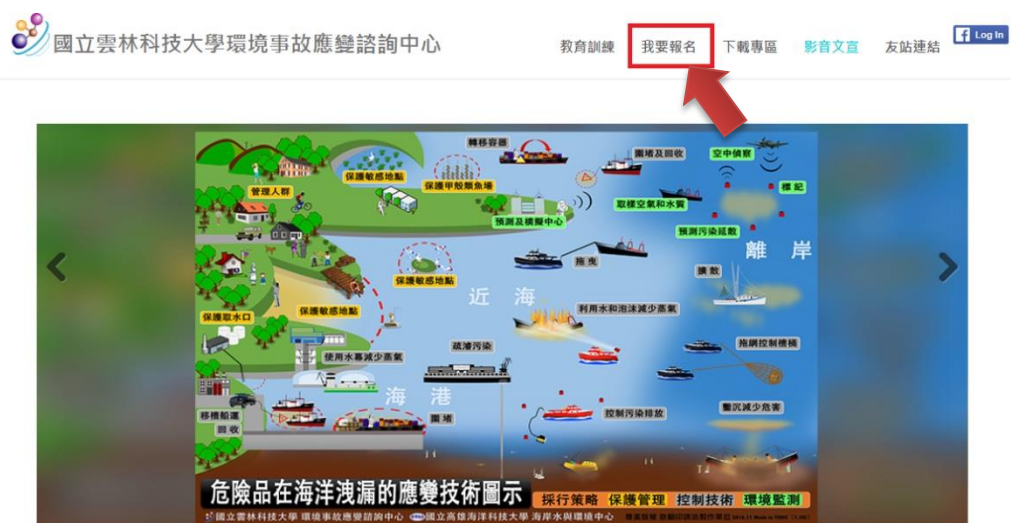 國立雲林科技大學環境事故應變諮詢中心
教育訓練 我要報名 下載專區 影音文宣 友站連結 f Log In
轉移容器
圍堵及回收
空中偵察
保護敏感地點
保護甲殼類魚場
管理人群
標記
取樣空氣和水質
預測及模擬中心
預測污染延散
離岸
拖曳
擴散
保護敏感地點
近海
保護取水口
保護敏感地點
利用水和泡沫減少蒸氣
疏濬污染
拖網控制槽桶
使用水幕減少蒸氣
海港
移槽船運
回收
圍堵
控制污染排放
鑿沉減少危害
危險品在海洋洩漏的應變技術圖示
採行策略 保護管理 控制技術 環境監測
國立雲林科技大學 環境事故應變諮詢中心 國立高雄海洋科技大學 海岸水與環境中心